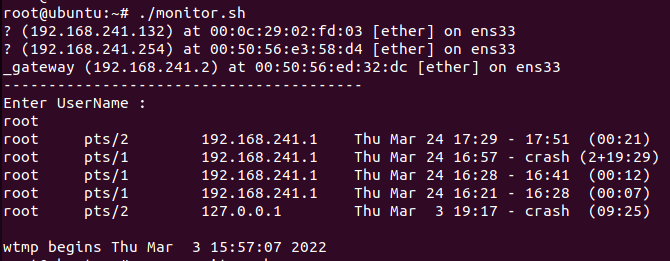 root@ubuntu:~# ./monitor.sh
? (192.168.241.132) at 00:0c:29:02:fd:03 [ether] on ens33
? (192.168.241.254) at 00:50:56:e3:58:d4 [ether] on ens33
_gateway (192.168.241.2) at 00:50:56:ed:32:dc [ether] on ens33
----------------------------------------
Enter UserName :
root
root     pts/2        192.168.241.1    Thu Mar 24 17:29 - 17:51  (00:21)
root     pts/1        192.168.241.1    Thu Mar 24 16:57 - crash (2+19:29)
root     pts/1        192.168.241.1    Thu Mar 24 16:28 - 16:41  (00:12)
root     pts/1        192.168.241.1    Thu Mar 24 16:21 - 16:28  (00:07)
root     pts/2        127.0.0.1        Thu Mar  3 19:17 - crash  (09:25)
wtmp begins Thu Mar  3 15:57:07 2022